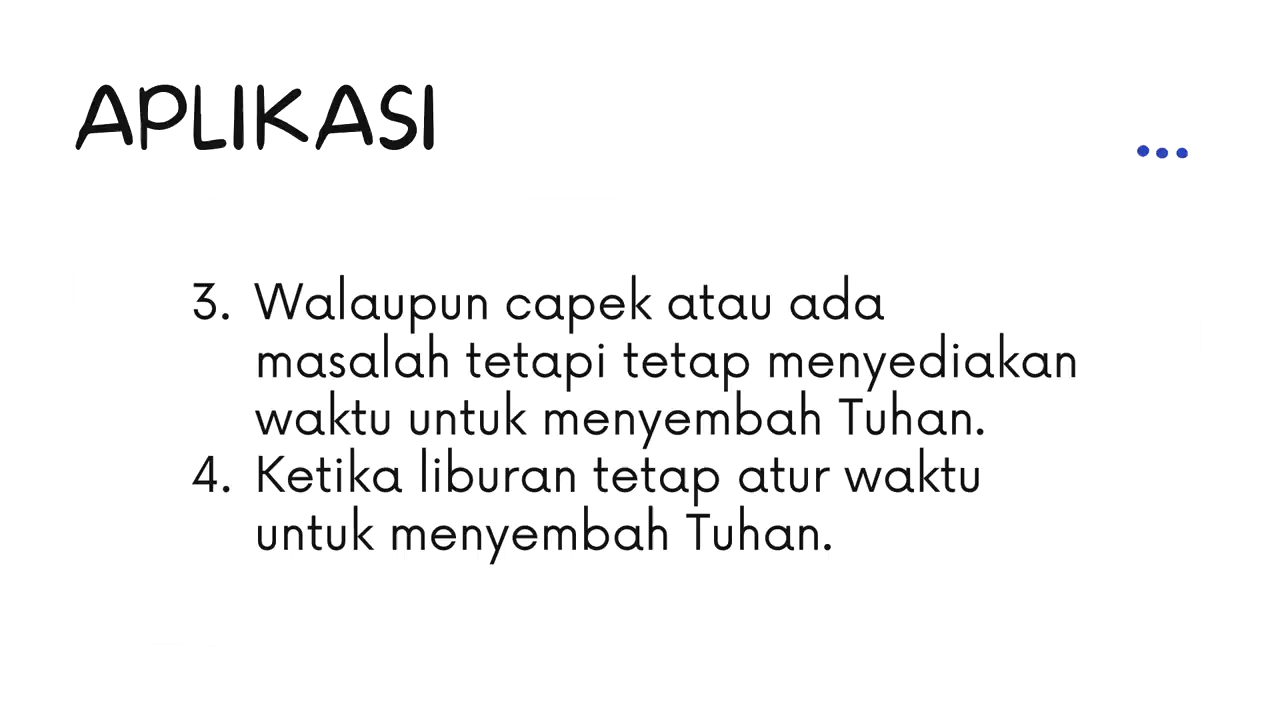 APLIKASI
3. Walaupun capek atau ada
masalah tetapi tetap menyediakan
waktu untuk menyembah Tuhan.
4. Ketika liburan tetap atur waktu
untuk menyembah Tuhan.